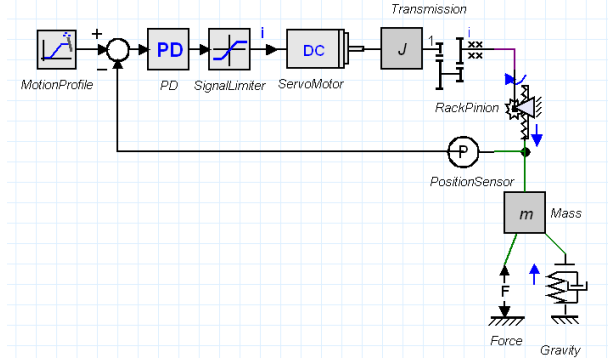 Transmission
+
−
PD
i
DC
J
1
i
MotionProfile
PD
SignalLimiter
ServoMotor
RackPinion
P
PositionSensor
m
Mass
F
Force
Gravity